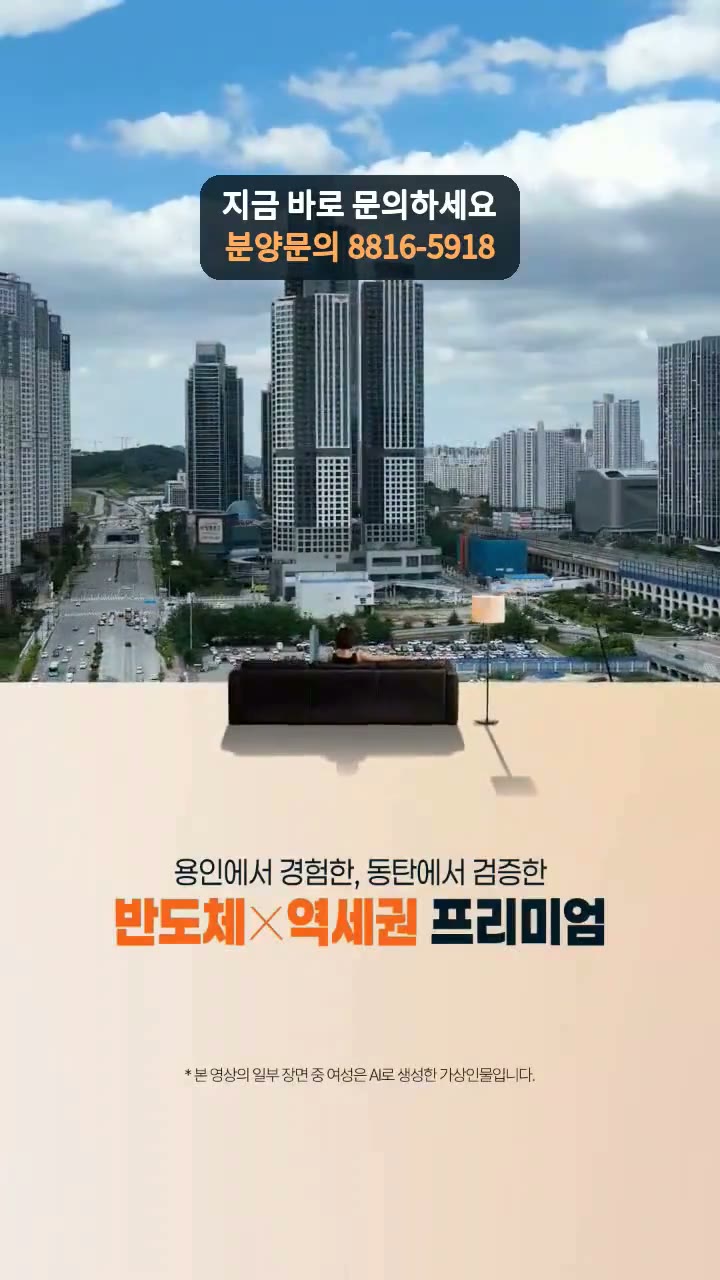 지금 바로 문의하세요
분양문의 8816-5918
용인에서 경험한, 동탄에서 검증한
반도체×역세권 프리미엄
* 본 영상의 일부 장면 중 여성은 AI로 생성한 가상인물입니다.